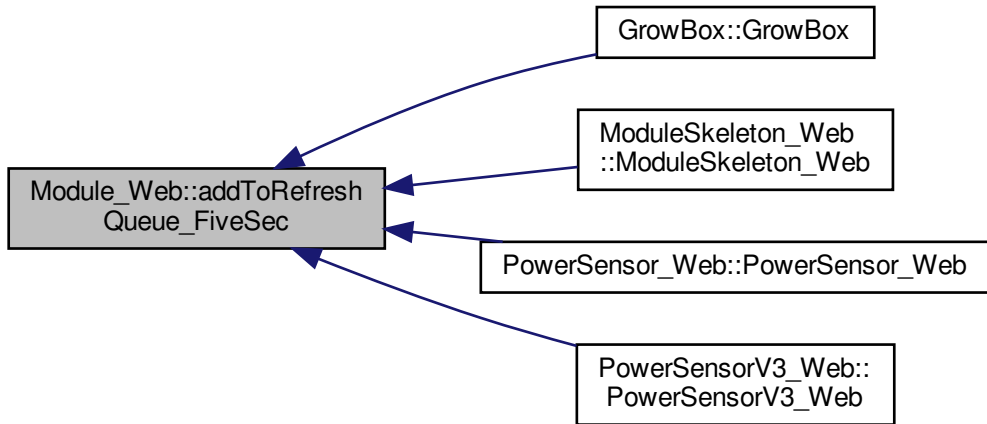 GrowBox::GrowBox
ModuleSkeleton_Web
::ModuleSkeleton_Web
Module_Web::addToRefresh
Queue_FiveSec
PowerSensor_Web::PowerSensor_Web
PowerSensorV3_Web::
PowerSensorV3_Web